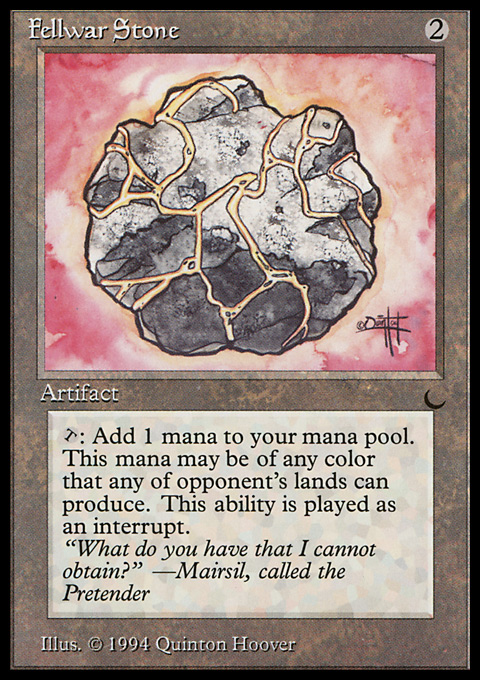 Fellwar Stone 2
Artifact
T: Add 1 mana to your mana pool.
This mana may be of any color
that any of opponent's lands can
produce. This ability is played as
an interrupt.
“What do you have that I cannot
obtain?” —Mairsil, called the
Pretender
Illus. © 1994 Quinton Hoover